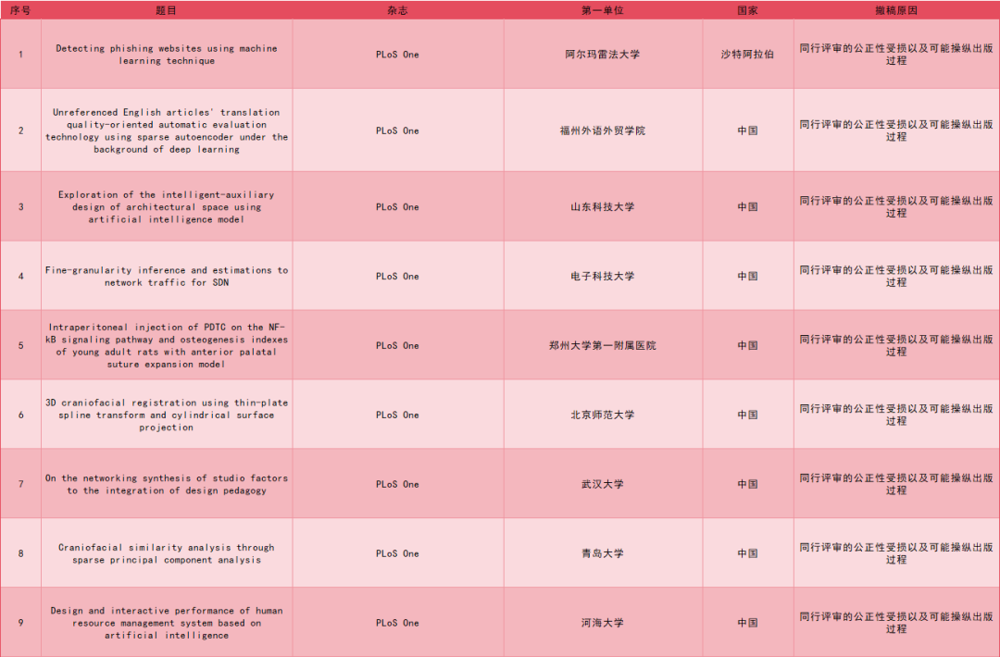 序号 题目 杂志 第一单位 国家 撤稿原因
1
Detecting phishing websites using machine
learning technique
PLoS One
阿尔玛雷法大学
沙特阿拉伯
同行评审的公正性受损以及可能操纵出版
过程
2
Unreferenced English articles' translation
quality-oriented automatic evaluation
technology using sparse autoencoder under the
background of deep learning
PLoS One
福州外语外贸学院
中国
同行评审的公正性受损以及可能操纵出版
过程
3
Exploration of the intelligent-auxiliary
design of architectural space using
artificial intelligence model
PLoS One
山东科技大学
中国
同行评审的公正性受损以及可能操纵出版
过程
4
Fine-granularity inference and estimations to
network traffic for SDN
PLoS One
电子科技大学
中国
同行评审的公正性受损以及可能操纵出版
过程
5
Intraperitoneal injection of PDTC on the NF-
kB signaling pathway and osteogenesis indexes
of young adult rats with anterior palatal
suture expansion model
PLoS One
郑州大学第一附属医院
中国
同行评审的公正性受损以及可能操纵出版
过程
6
3D craniofacial registration using thin-plate
spline transform and cylindrical surface
projection
PLoS One
北京师范大学
中国
同行评审的公正性受损以及可能操纵出版
过程
7
On the networking synthesis of studio factors
to the integration of design pedagogy
PLoS One
武汉大学
中国
同行评审的公正性受损以及可能操纵出版
过程
8
Craniofacial similarity analysis through
sparse principal component analysis
PLoS One
青岛大学
中国
同行评审的公正性受损以及可能操纵出版
过程
9
Design and interactive performance of human
resource management system based on
artificial intelligence
PLoS One
河海大学
中国
同行评审的公正性受损以及可能操纵出版
过程